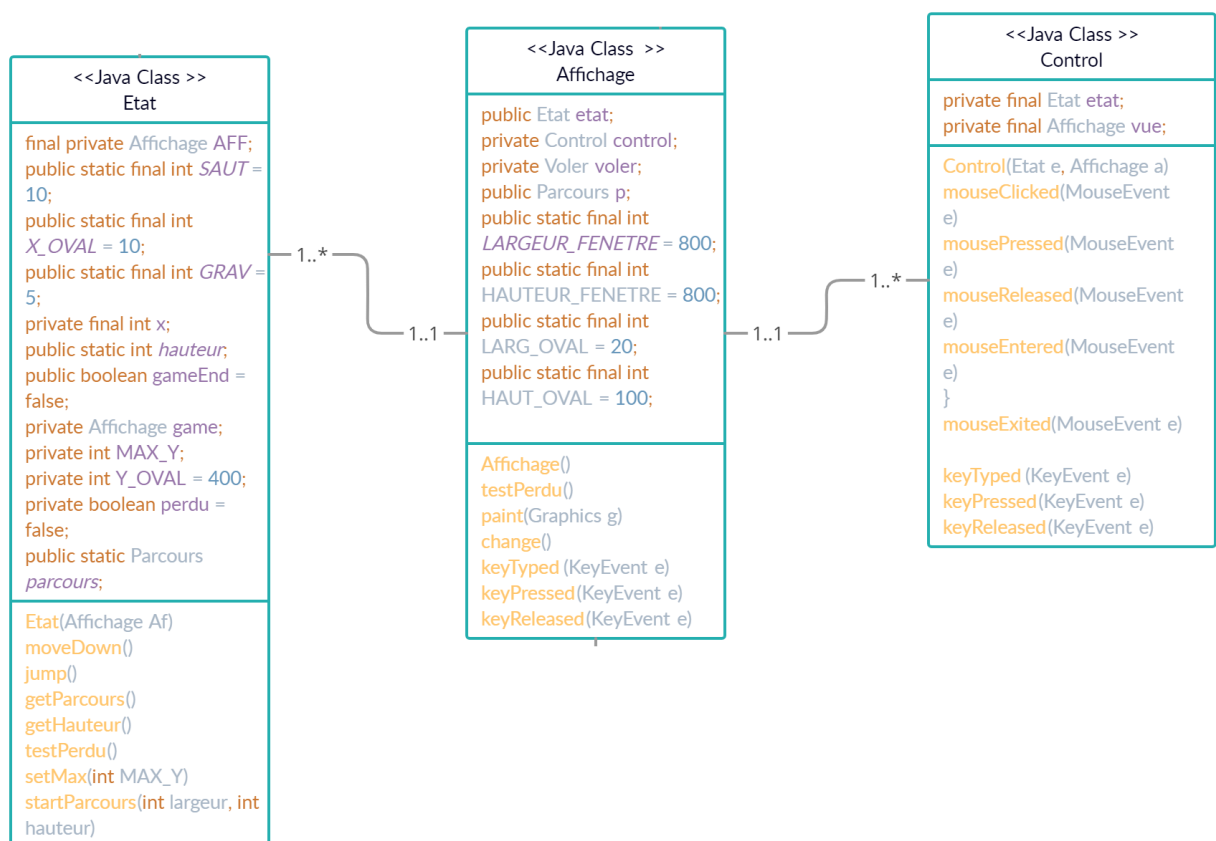 <<Java Class >>
Etat
final private Affichage AFF;
public static final int SAUT =
10;
public static final int
X_OVAL = 10;
public static final int GRAV =
5;
private final int x;
public static int hauteur;
public boolean gameEnd =
false;
private Affichage game;
private int MAX_Y;
private int Y_OVAL = 400;
private boolean perdu =
false;
public static Parcours
parcours;
Etat(Affichage Af)
moveDown()
jump()
getParcours()
getHauteur()
testPerdu()
setMax(int MAX_Y)
startParcours(int largeur, int
hauteur)
1..*
1..1
<<Java Class >>
Affichage
public Etat etat;
private Control control;
private Voler voler;
public Parcours p;
public static final int
LARGEUR_FENETRE = 800;
public static final int
HAUTEUR_FENETRE = 800;
public static final int
LARG_OVAL = 20;
public static final int
HAUT_OVAL = 100;
Affichage()
testPerdu()
paint(Graphics g)
change()
keyTyped (KeyEvent e)
keyPressed(KeyEvent e)
keyReleased(KeyEvent e)
1..1
1..*
<<Java Class >>
Control
private final Etat etat;
private final Affichage vue;
Control(Etat e, Affichage a)
mouseClicked(MouseEvent
e)
mousePressed(MouseEvent
e)
mouseReleased(MouseEvent
e)
mouseEntered(MouseEvent
e)
}
mouseExited(MouseEvent e)
keyTyped (KeyEvent e)
keyPressed(KeyEvent e)
keyReleased(KeyEvent e)